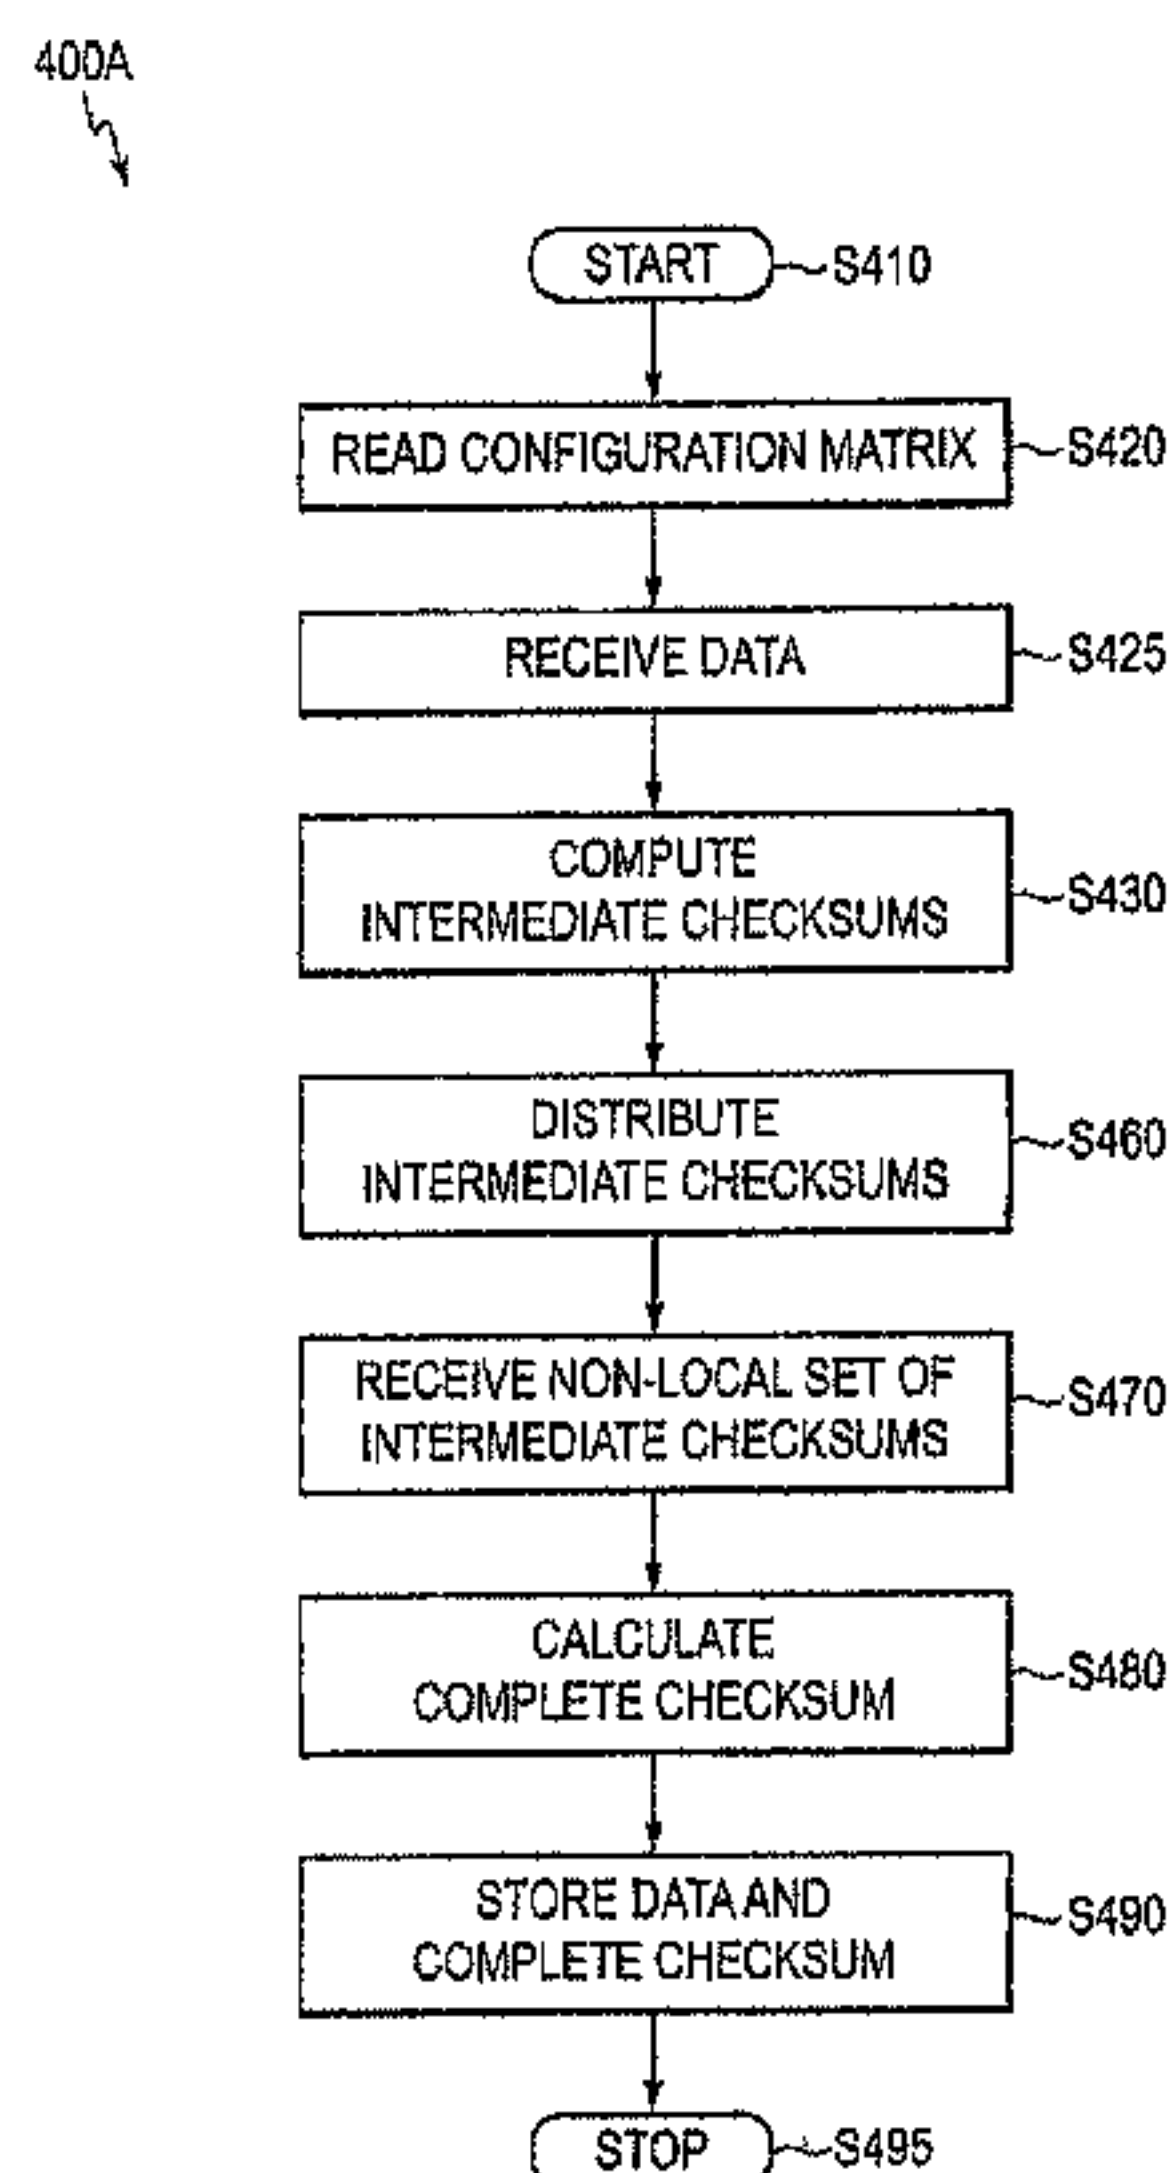 400A
START
S410
READ CONFIGURATION MATRIX
S420
RECEIVE DATA
S425
COMPUTE
INTERMEDIATE CHECKSUMS
S430
DISTRIBUTE
INTERMEDIATE CHECKSUMS
S460
RECEIVE NON-LOCAL SET OF
INTERMEDIATE CHECKSUMS
S470
CALCULATE
COMPLETE CHECKSUM
S480
STORE DATA AND
COMPLETE CHECKSUM
S490
STOP
S495